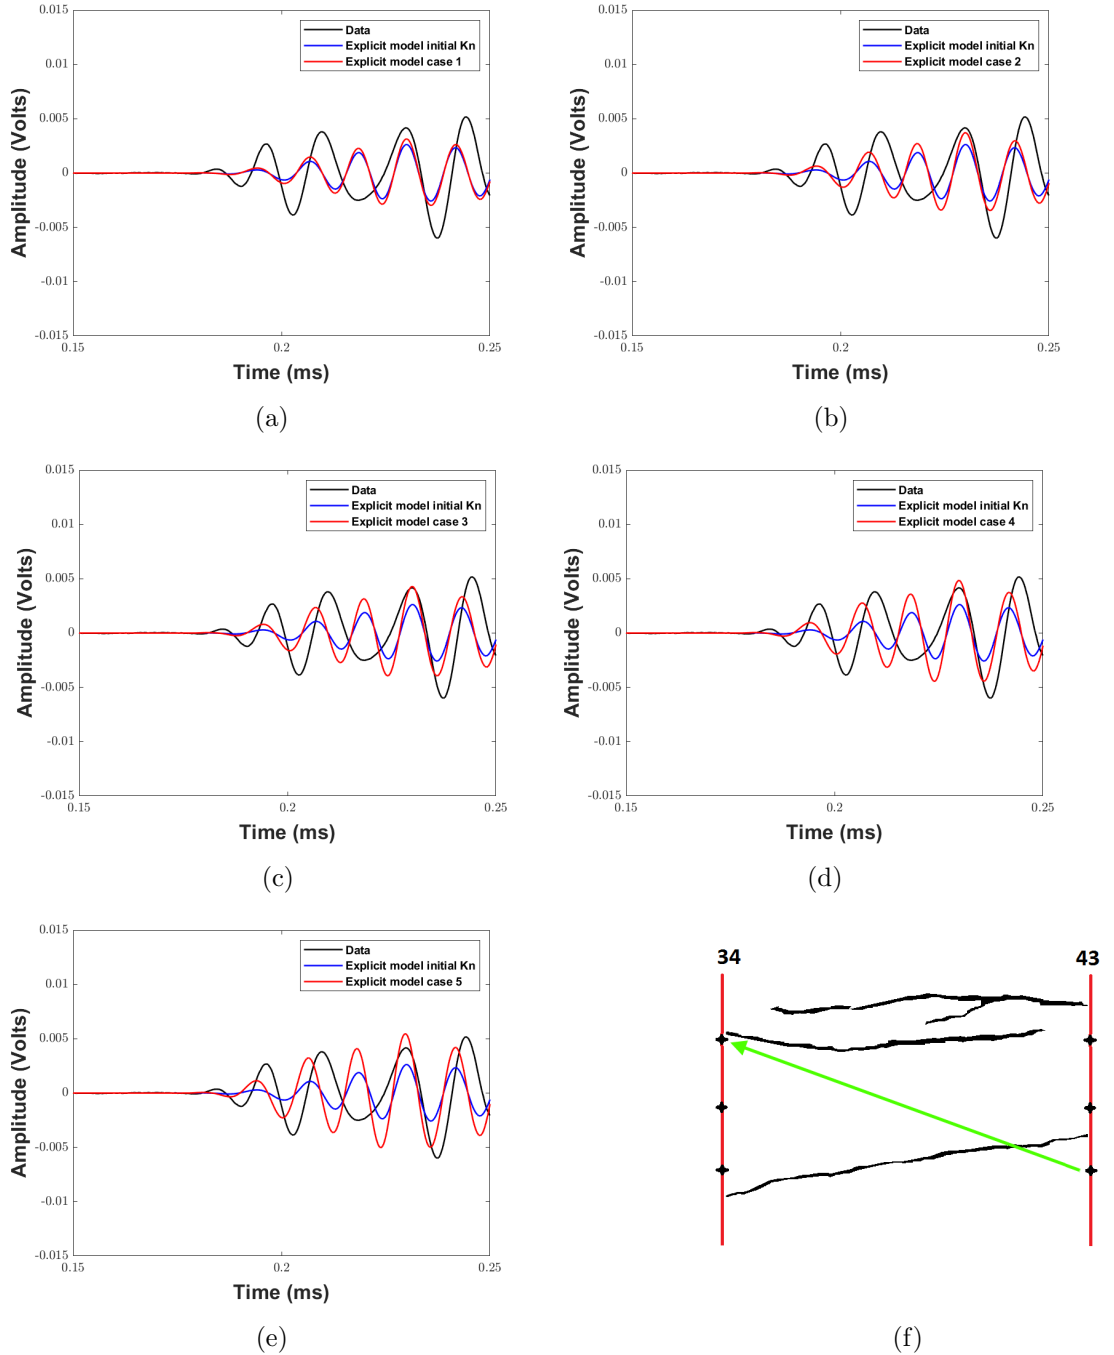 0.015
0.01
0.005
0
-0.005
-0.01
-0.015
Amplitude (Volts)
Data
Explicit model initial Kn
Explicit model case 1
0.15
0.2
0.25
Time (ms)
(a)
0.015
0.01
0.005
0
-0.005
-0.01
-0.015
Amplitude (Volts)
Data
Explicit model initial Kn
Explicit model case 2
0.15
0.2
0.25
Time (ms)
(b)
0.015
0.01
0.005
0
-0.005
-0.01
-0.015
Amplitude (Volts)
Data
Explicit model initial Kn
Explicit model case 3
0.15
0.2
0.25
Time (ms)
(c)
0.015
0.01
0.005
0
-0.005
-0.01
-0.015
Amplitude (Volts)
Data
Explicit model initial Kn
Explicit model case 4
0.15
0.2
0.25
Time (ms)
(d)
0.015
0.01
0.005
0
-0.005
-0.01
-0.015
Amplitude (Volts)
Data
Explicit model initial Kn
Explicit model case 5
0.15
0.2
0.25
Time (ms)
(e)
34
43
(f)